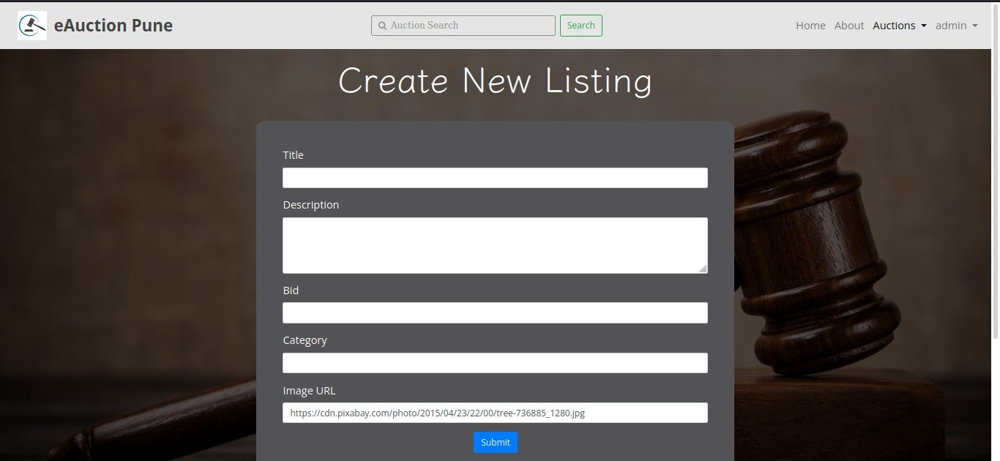 eAuction Pune
Auction Search
Search
Home About Auctions admin
Create New Listing
Title
Description
Bid
Category
Image URL
https://cdn.pixabay.com/photo/2015/04/23/22/00/tree-736885_1280.jpg
Submit